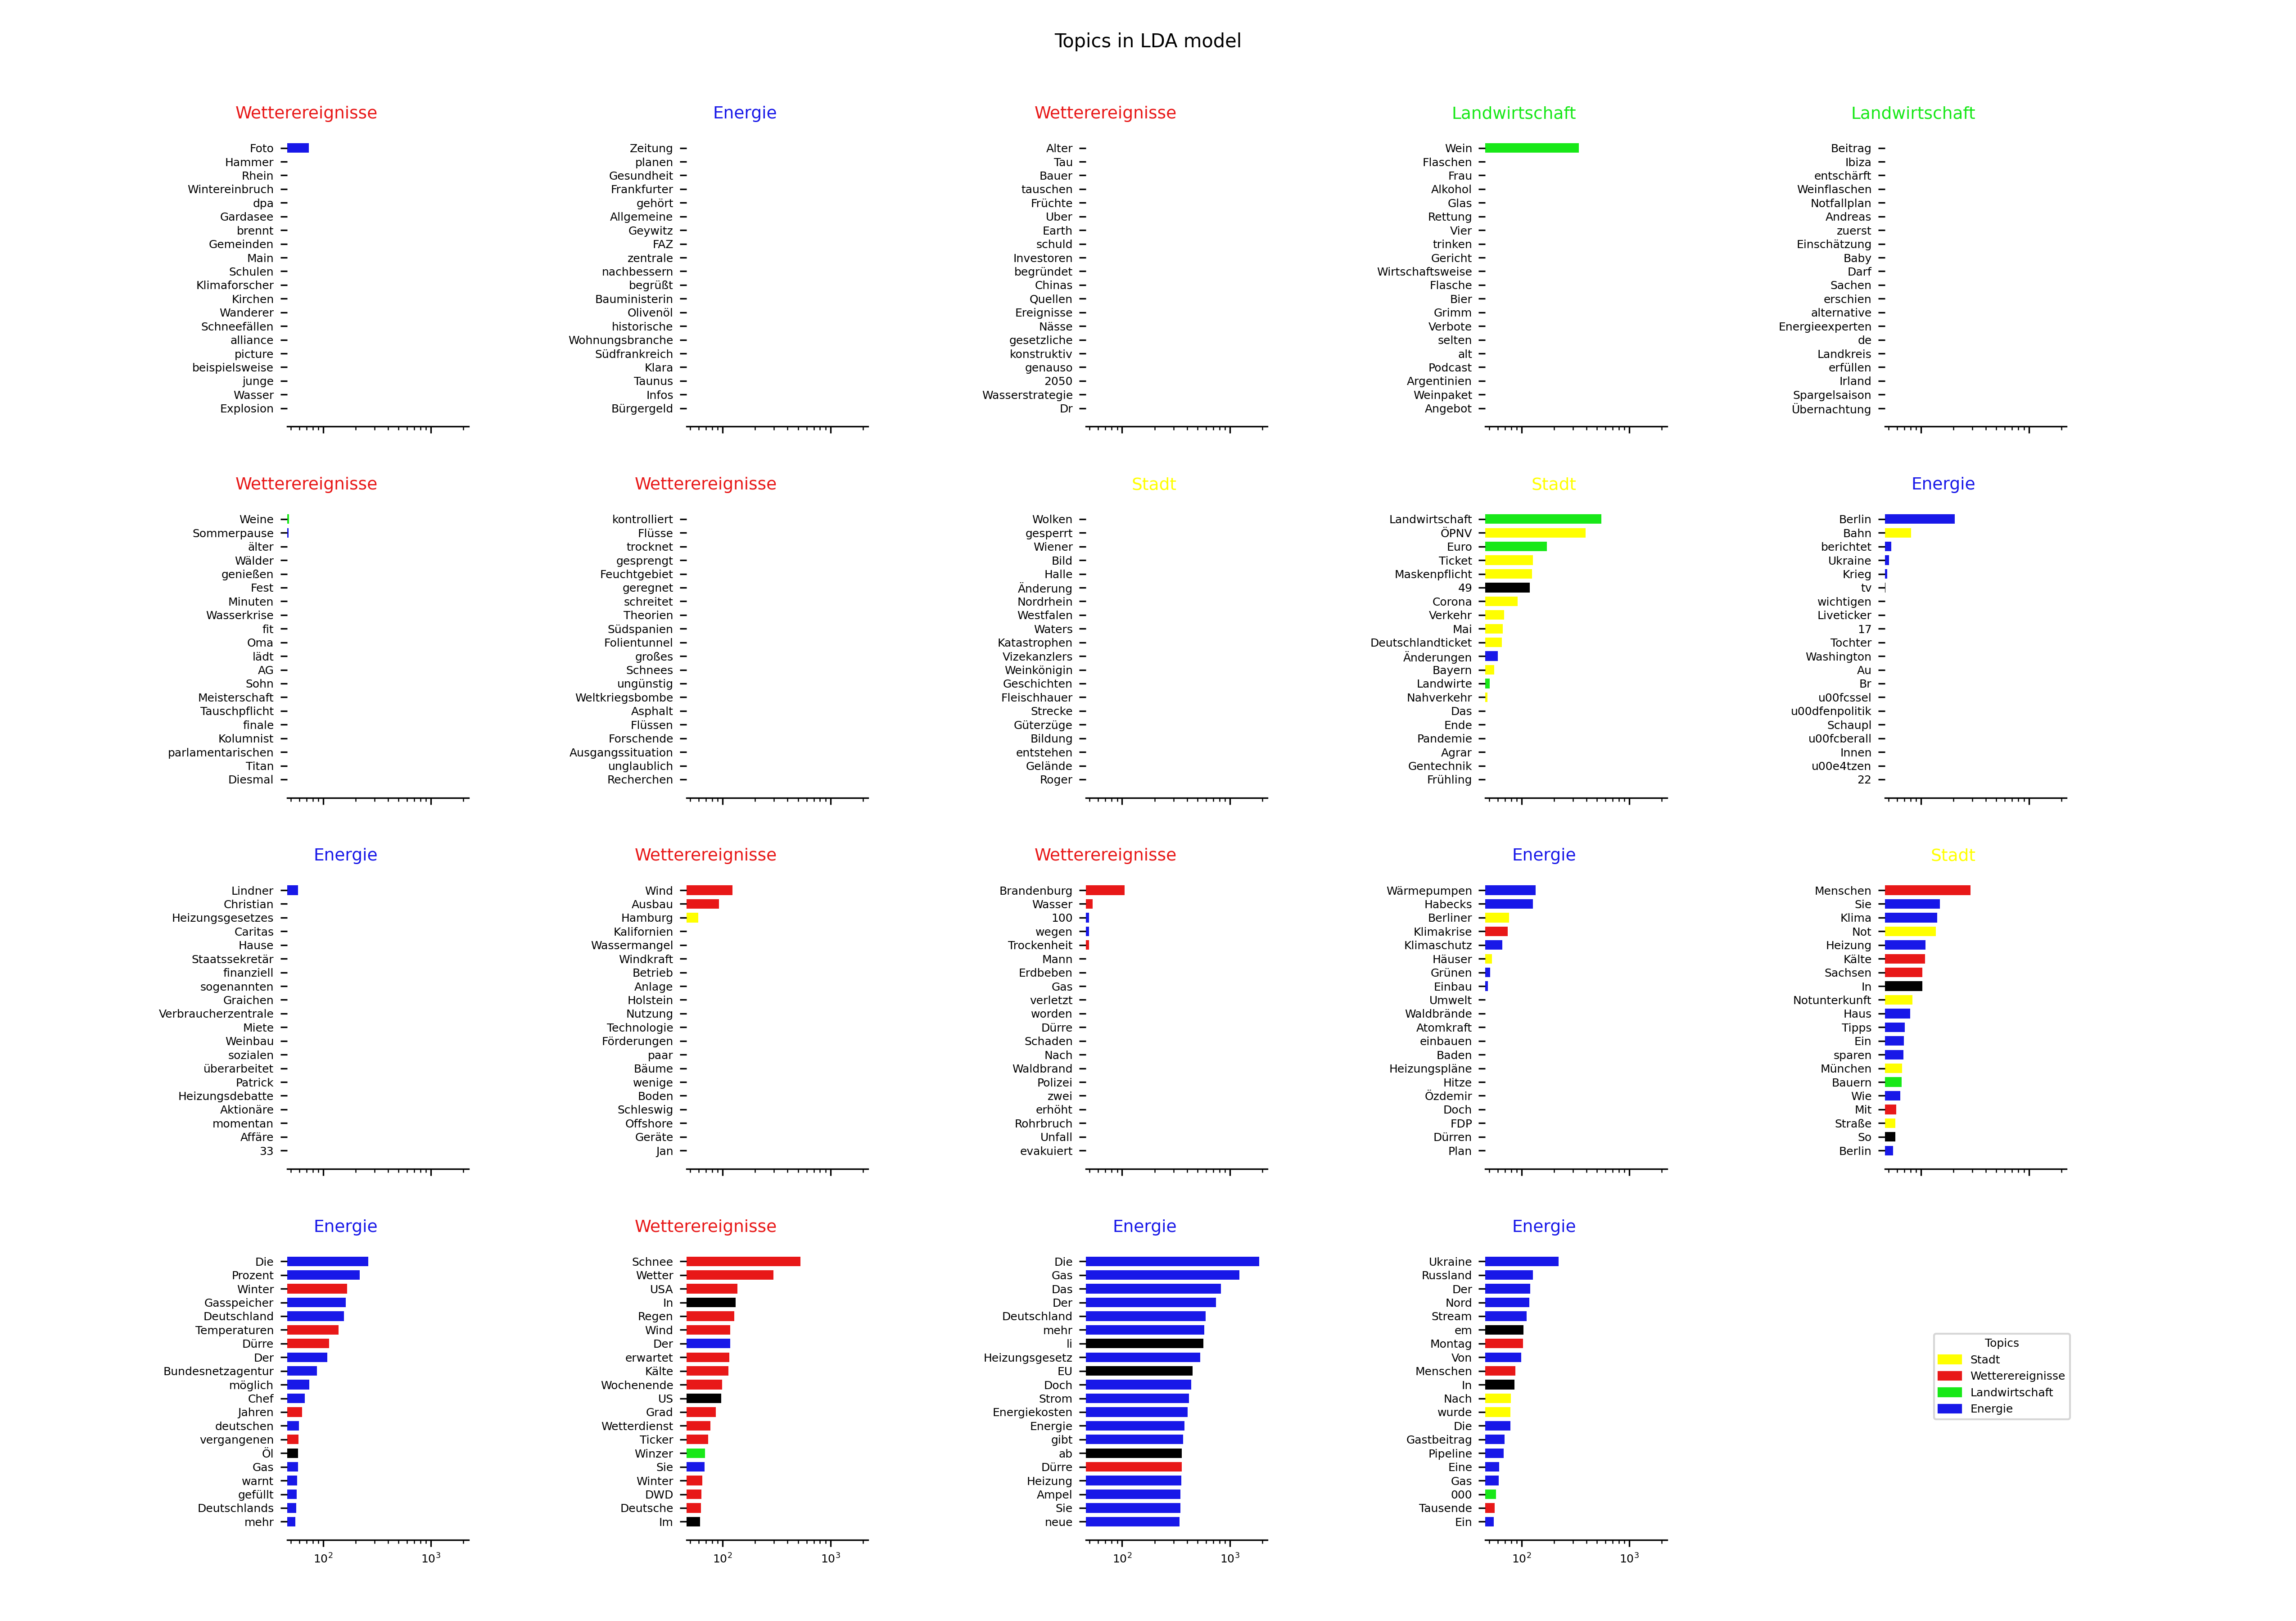 Topics in LDA model
Wetterereignisse
Foto
Hammer
Rhein
Wintereinbruch
dpa
Gardasee
brennt
Gemeinden
Main
Schulen
Klimaforscher
Kirchen
Wanderer
Schneefällen
alliance
picture
beispielsweise
junge
Wasser
Explosion
Energie
Zeitung
planen
Gesundheit
Frankfurter
gehört
Allgemeine
Geywitz
FAZ
zentrale
nachbessern
begrüßt
Bauministerin
Olivenöl
historische
Wohnungsbranche
Südfrankreich
Klara
Taunus
Infos
Bürgergeld
Wetterereignisse
Alter
Tau
Bauer
tauschen
Früchte
Uber
Earth
schuld
Investoren
begründet
Chinas
Quellen
Ereignisse
Nässe
gesetzliche
konstruktiv
genauso
2050
Wasserstrategie
Dr
Landwirtschaft
Wein
Flaschen
Frau
Alkohol
Glas
Rettung
Vier
trinken
Gericht
Wirtschaftsweise
Flasche
Bier
Grimm
Verbote
selten
alt
Podcast
Argentinien
Weinpaket
Angebot
Landwirtschaft
Beitrag
Ibiza
entschärft
Weinflaschen
Notfallplan
Andreas
zuerst
Einschätzung
Baby
Darf
Sachen
erschien
alternative
Energieexperten
de
Landkreis
erfüllen
Irland
Spargelsaison
Übernachtung
Wetterereignisse
Weine
Sommerpause
älter
Wälder
genießen
Fest
Minuten
Wasserkrise
fit
Oma
lädt
AG
Sohn
Meisterschaft
Tauschpflicht
finale
Kolumnist
parlamentarischen
Titan
Diesmal
Wetterereignisse
kontrolliert
Flüsse
trocknet
gesprengt
Feuchtgebiet
geregnet
schreitet
Theorien
Südspanien
Folientunnel
großes
Schnees
ungünstig
Weltkriegsbombe
Asphalt
Flüssen
Forschende
Ausgangssituation
unglaublich
Recherchen
Stadt
Wolken
gesperrt
Wiener
Bild
Halle
Änderung
Nordrhein
Westfalen
Waters
Katastrophen
Vizekanzlers
Weinkönigin
Geschichten
Fleischhauer
Strecke
Güterzüge
Bildung
entstehen
Gelände
Roger
Stadt
Landwirtschaft
ÖPNV
Euro
Ticket
Maskenpflicht
49
Corona
Verkehr
Mai
Deutschlandticket
Änderungen
Bayern
Landwirte
Nahverkehr
Das
Ende
Pandemie
Agrar
Gentechnik
Frühling
Energie
Berlin
Bahn
berichtet
Ukraine
Krieg
tv
wichtigen
Liveticker
17
Tochter
Washington
Au
Br
u00fcssel
u00dfenpolitik
Schaupl
u00fcberall
Innen
u00e4tzen
22
Energie
Lindner
Christian
Heizungsgesetzes
Caritas
Hause
Staatssekretär
finanziell
sogenannten
Graichen
Verbraucherzentrale
Miete
Weinbau
sozialen
überarbeitet
Patrick
Heizungsdebatte
Aktionäre
momentan
Affäre
33
Wetterereignisse
Wind
Ausbau
Hamburg
Kalifornien
Wassermangel
Windkraft
Betrieb
Anlage
Holstein
Nutzung
Technologie
Förderungen
paar
Bäume
wenige
Boden
Schleswig
Offshore
Geräte
Jan
Wetterereignisse
Brandenburg
Wasser
100
wegen
Trockenheit
Mann
Erdbeben
Gas
verletzt
worden
Dürre
Schaden
Nach
Waldbrand
Polizei
zwei
erhöht
Rohrbruch
Unfall
evakuiert
Energie
Wärmepumpen
Habecks
Berliner
Klimakrise
Klimaschutz
Häuser
Grünen
Einbau
Umwelt
Waldbrände
Atomkraft
einbauen
Baden
Heizungspläne
Hitze
Özdemir
Doch
FDP
Dürren
Plan
Stadt
Menschen
Sie
Klima
Not
Heizung
Kälte
Sachsen
In
Notunterkunft
Haus
Tipps
Ein
sparen
München
Bauern
Wie
Mit
Straße
So
Berlin
Energie
Die
Prozent
Winter
Gasspeicher
Deutschland
Temperaturen
Dürre
Der
Bundesnetzagentur
möglich
Chef
Jahren
deutschen
vergangenen
Öl
Gas
warnt
gefüllt
Deutschlands
mehr
10² 10³
Wetterereignisse
Schnee
Wetter
USA
In
Regen
Wind
Der
erwartet
Kälte
Wochenende
US
Grad
Wetterdienst
Ticker
Winzer
Sie
Winter
DWD
Deutsche
Im
10² 10³
Energie
Die
Gas
Das
Der
Deutschland
mehr
li
Heizungsgesetz
EU
Doch
Strom
Energiekosten
Energie
gibt
ab
Dürre
Heizung
Ampel
Sie
neue
10² 10³
Energie
Ukraine
Russland
Der
Nord
Stream
em
Montag
Von
Menschen
In
Nach
wurde
Die
Gastbeitrag
Pipeline
Eine
Gas
000
Tausende
Ein
10² 10³
Topics
Stadt
Wetterereignisse
Landwirtschaft
Energie